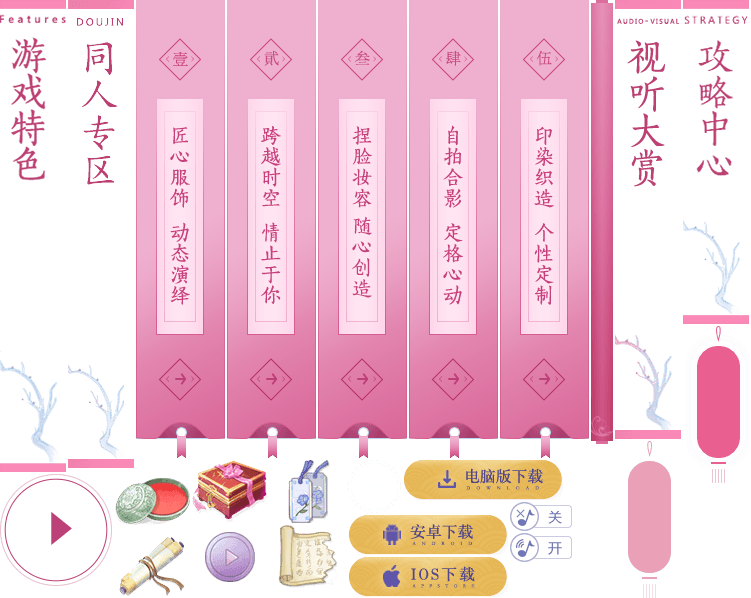 Features
游戏特色
DOUJIN
同人专区
壹
匠心服饰 动态演绎
贰
跨越时空 情止于你
叁
捏脸妆容 随心创造
肆
自拍合影 定格心动
伍
印染织造 个性定制
AUDIO-VISUAL
视听大赏
STRATEGY
攻略中心
电脑版下载
DOWNLOAD
安卓下载
ANDROID
IOS下载
APPSTORE
关
开